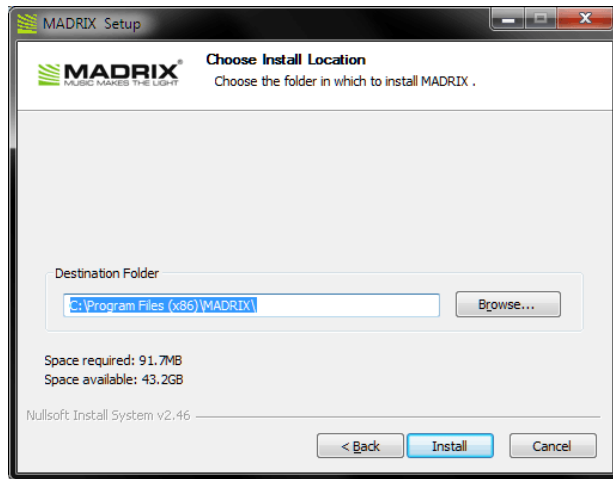 MADRIX Setup
MADRIX®
MUSIC MAKES THE LIGHT
Choose Install Location
Choose the folder in which to install MADRIX .
Destination Folder
C:\Program Files (x86)\MADRIX\
Browse...
Space required: 91.7MB
Space available: 43.2GB
Nullsoft Install System v2.46
< Back
Install
Cancel